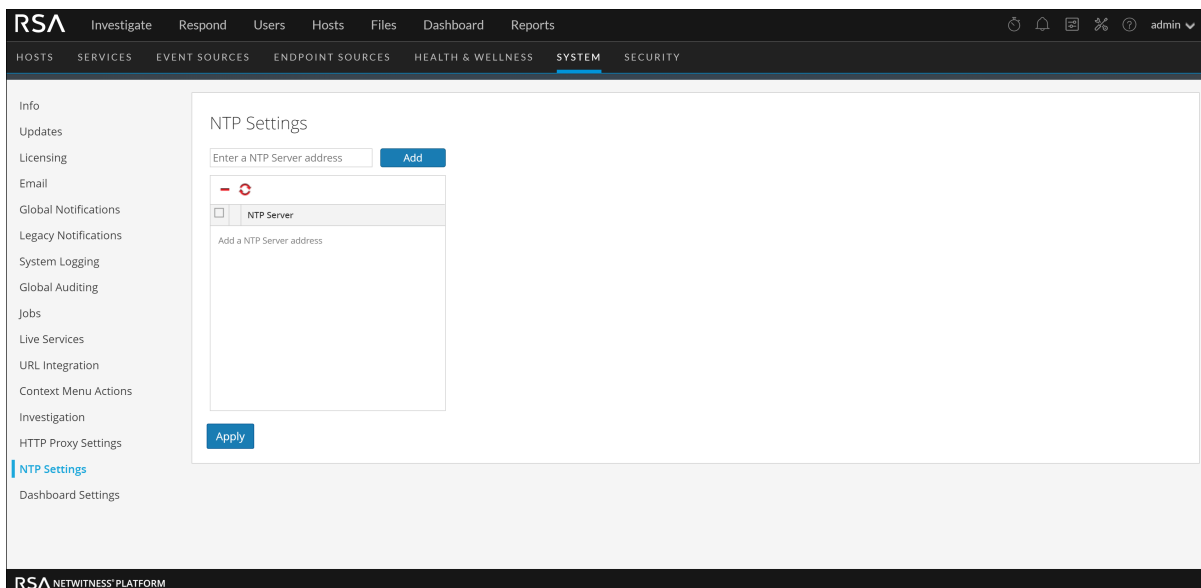 RSA Investigate Respond Users Hosts Files Dashboard Reports admin
HOSTS SERVICES EVENT SOURCES ENDPOINT SOURCES HEALTH & WELLNESS SYSTEM SECURITY
Info
Updates
Licensing
Email
Global Notifications
Legacy Notifications
System Logging
Global Auditing
Jobs
Live Services
URL Integration
Context Menu Actions
Investigation
HTTP Proxy Settings
NTP Settings
Dashboard Settings
NTP Settings
Enter a NTP Server address Add
NTP Server
Add a NTP Server address
Apply
RSA NETWITNESS® PLATFORM